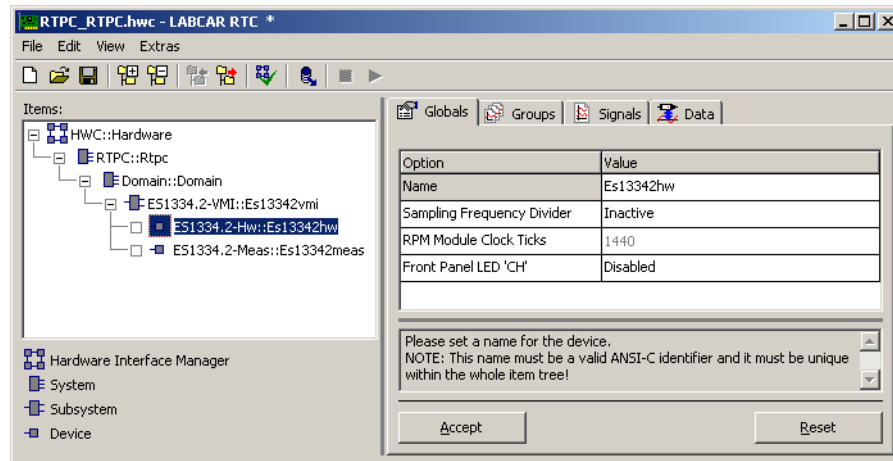 RTPC_RTPC.hwc - LABCAR RTC *
File Edit View Extras
Items:
HWC::Hardware
RTPC::Rtpc
Domain::Domain
ES1334.2-VMI::Es13342vmi
ES1334.2-Hw::Es13342hw
ES1334.2-Meas::Es13342meas
Hardware Interface Manager
System
Subsystem
Device
Globals Groups Signals Data
Option Value
Name Es13342hw
Sampling Frequency Divider Inactive
RPM Module Clock Ticks 1440
Front Panel LED 'CH' Disabled
Please set a name for the device.
NOTE: This name must be a valid ANSI-C identifier and it must be unique
within the whole item tree!
Accept Reset